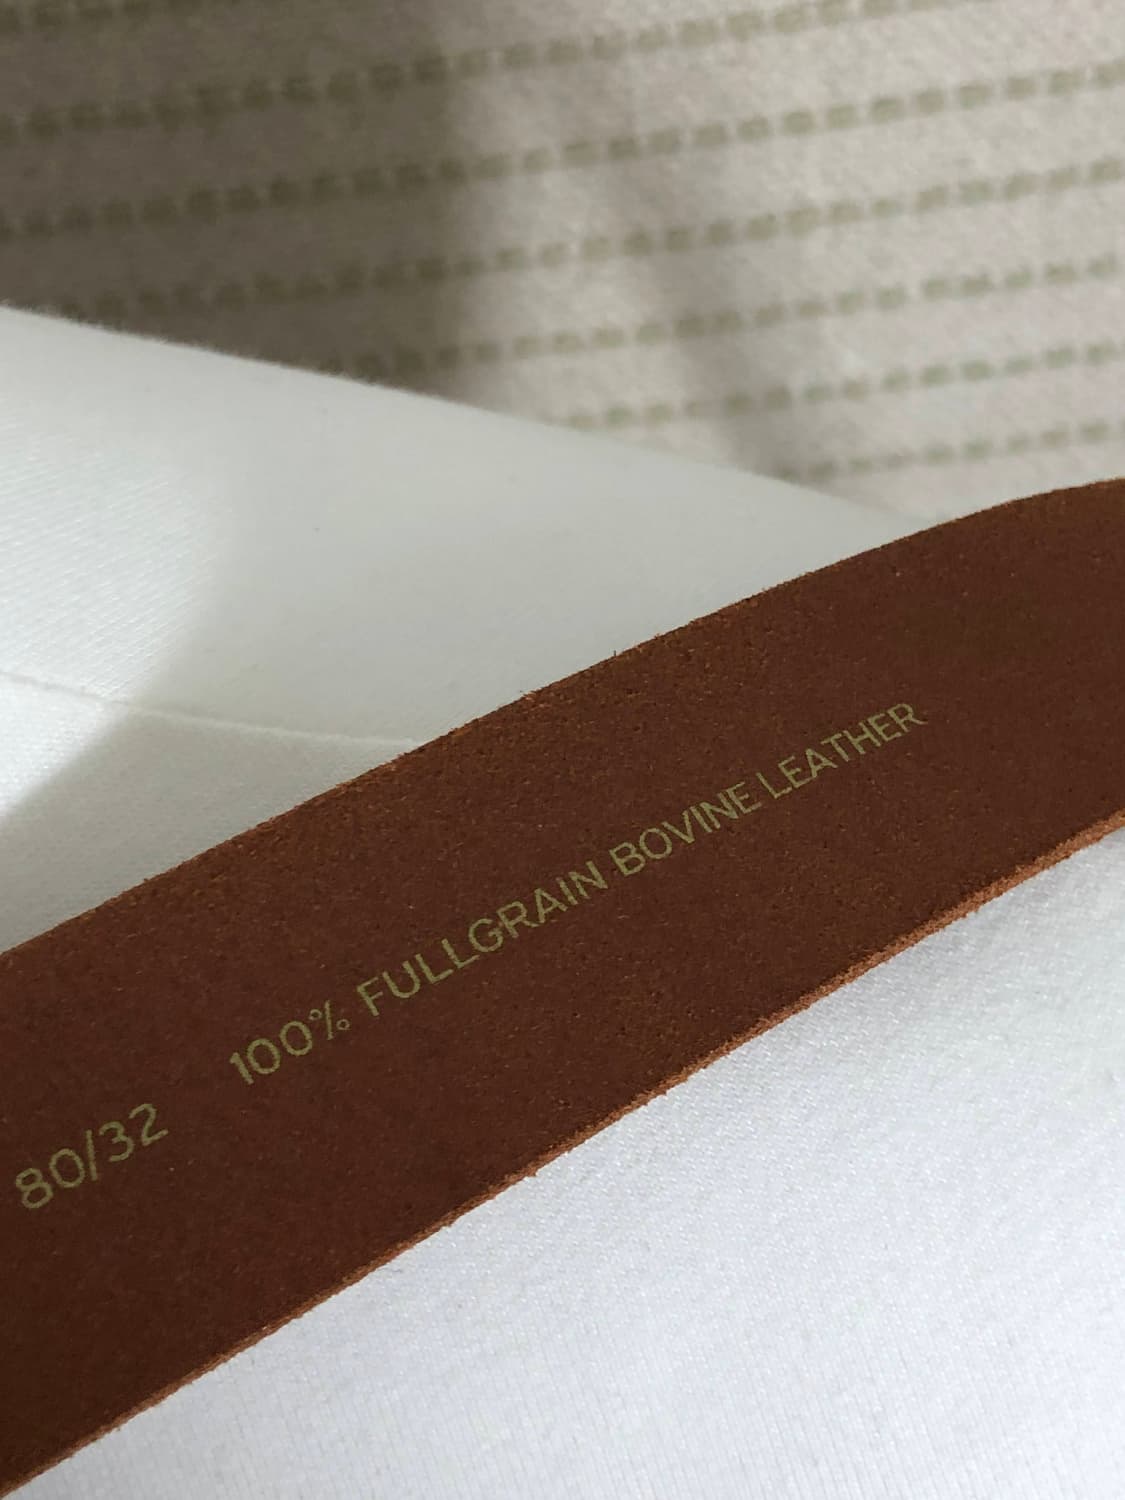 80/32 100% FULLGRAIN BOVINE LEATHER